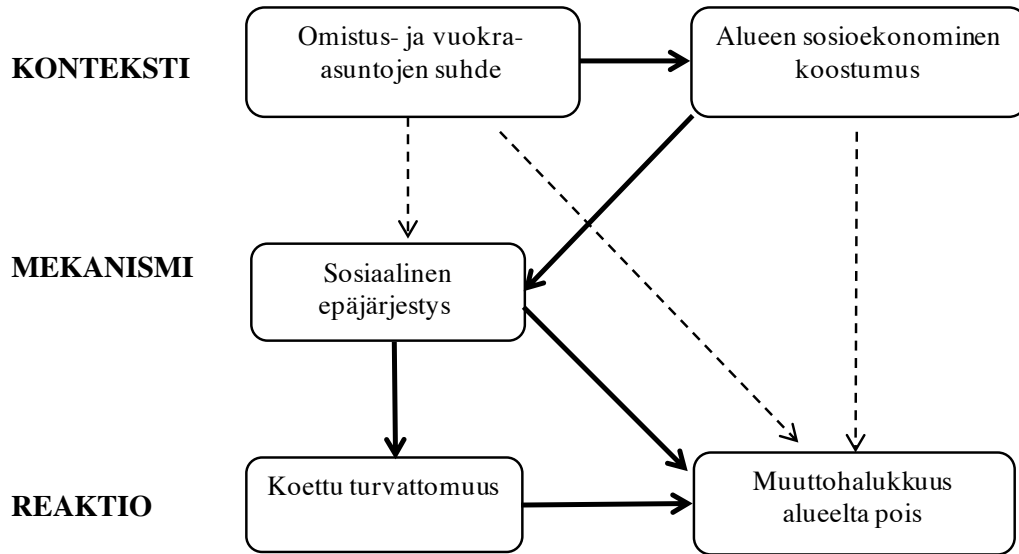 KONTEKSTI
Omistus- ja vuokra-
asuntojen suhde
Alueen sosioekonominen
koostumus
MEKANISMI
Sosiaalinen
epäjärjestys
REAKTIO
Koettu turvattomuus
Muuttohalukkuus
alueelta pois